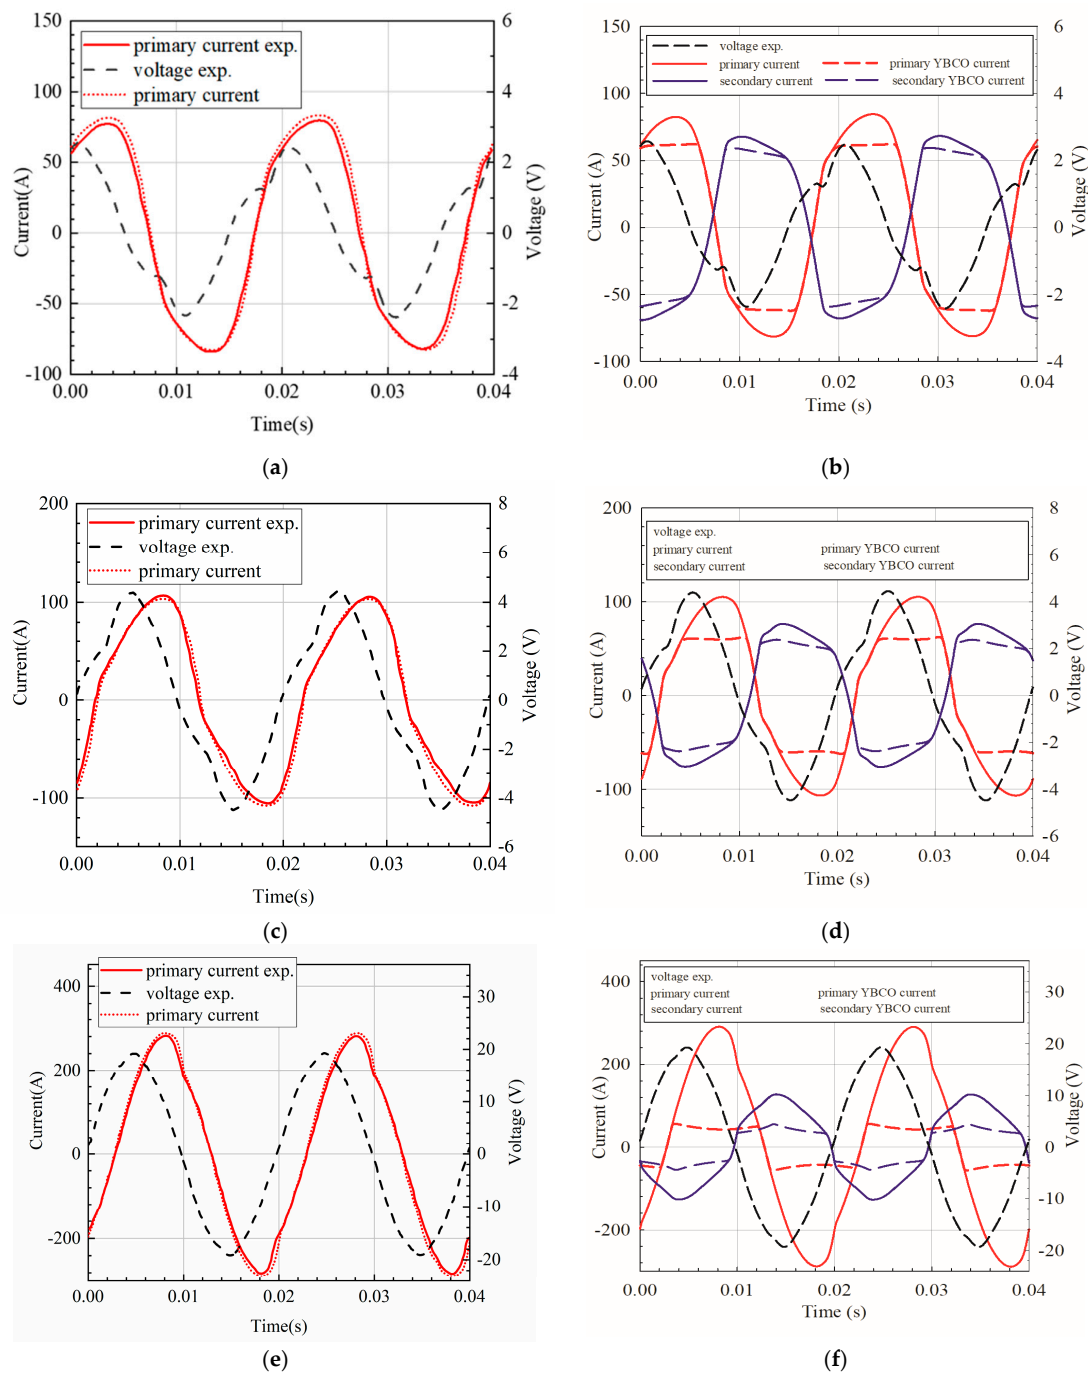 150
100
50
0
-50
-100
6
4
2
0
-2
-4
primary current exp.
voltage exp.
primary current
Current(A)
Voltage (V)
0.00 0.01 0.02 0.03 0.04
Time(s)
(a)
150
100
50
0
-50
-100
6
4
2
0
-2
-4
voltage exp.
primary current primary YBCO current
secondary current secondary YBCO current
Current (A)
Voltage (V)
0.00 0.01 0.02 0.03 0.04
Time (s)
(b)
200
100
0
-100
8
6
4
2
0
-2
-4
-6
primary current exp.
voltage exp.
primary current
Current(A)
Voltage (V)
0.00 0.01 0.02 0.03 0.04
Time(s)
(c)
200
100
0
-100
8
6
4
2
0
-2
-4
-6
voltage exp.
primary current primary YBCO current
secondary current secondary YBCO current
Current (A)
Voltage (V)
0.00 0.01 0.02 0.03 0.04
Time (s)
(d)
400
200
0
-200
30
20
10
0
-10
-20
primary current exp.
voltage exp.
primary current
Current(A)
Voltage (V)
0.00 0.01 0.02 0.03 0.04
Time(s)
(e)
400
200
0
-200
30
20
10
0
-10
-20
voltage exp.
primary current primary YBCO current
secondary current secondary YBCO current
Current (A)
Voltage (V)
0.00 0.01 0.02 0.03 0.04
Time (s)
(f)